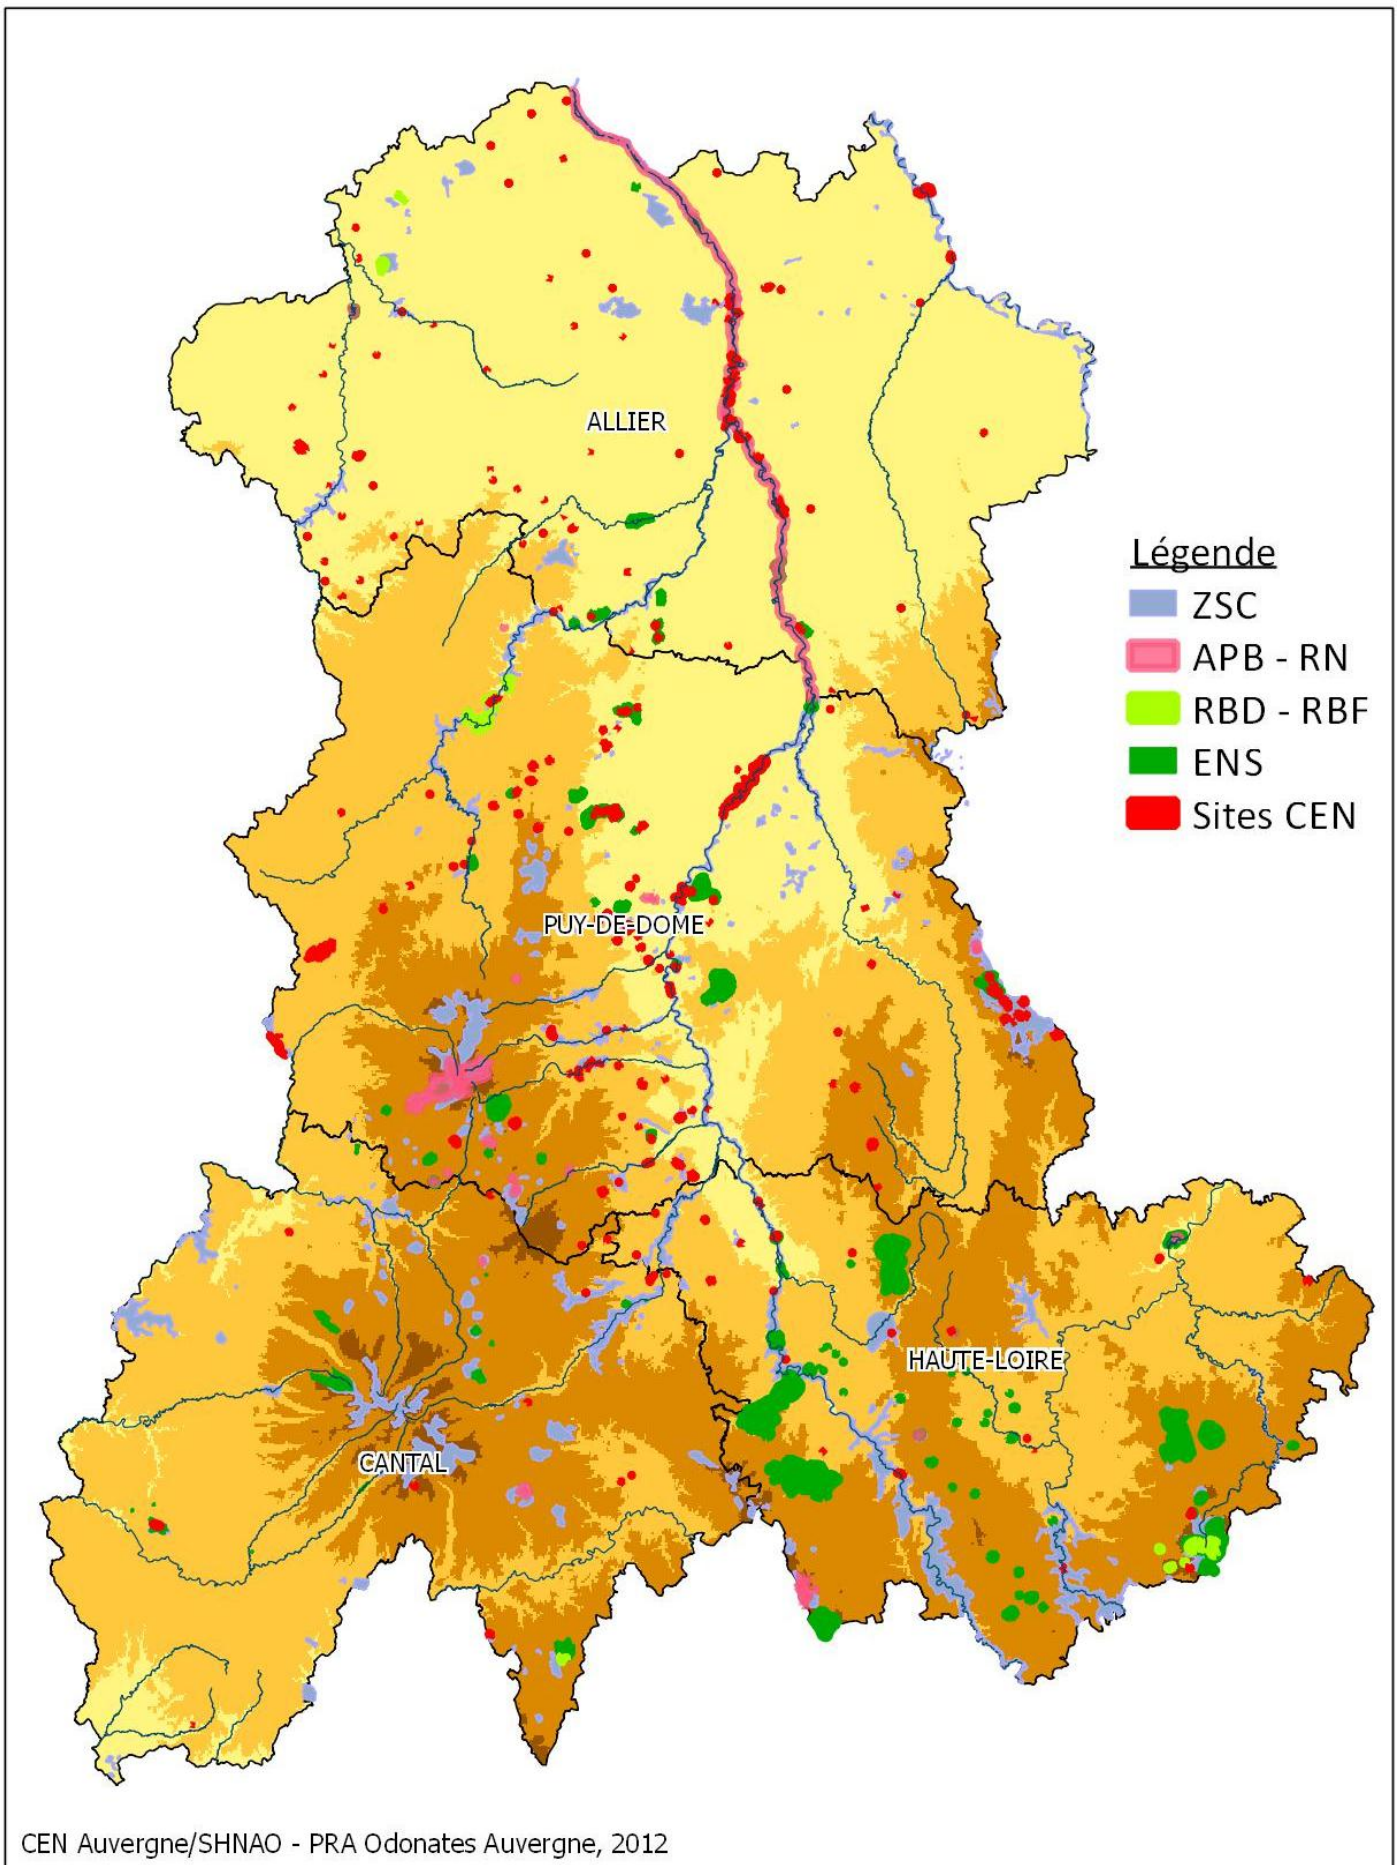 ALLIER
Légende
ZSC
APB - RN
RBD - RBF
ENS
Sites CEN
PUY-DE-DOME
HAUTE-LOIRE
CANTAL
CEN Auvergne/SHNAO - PRA Odonates Auvergne, 2012